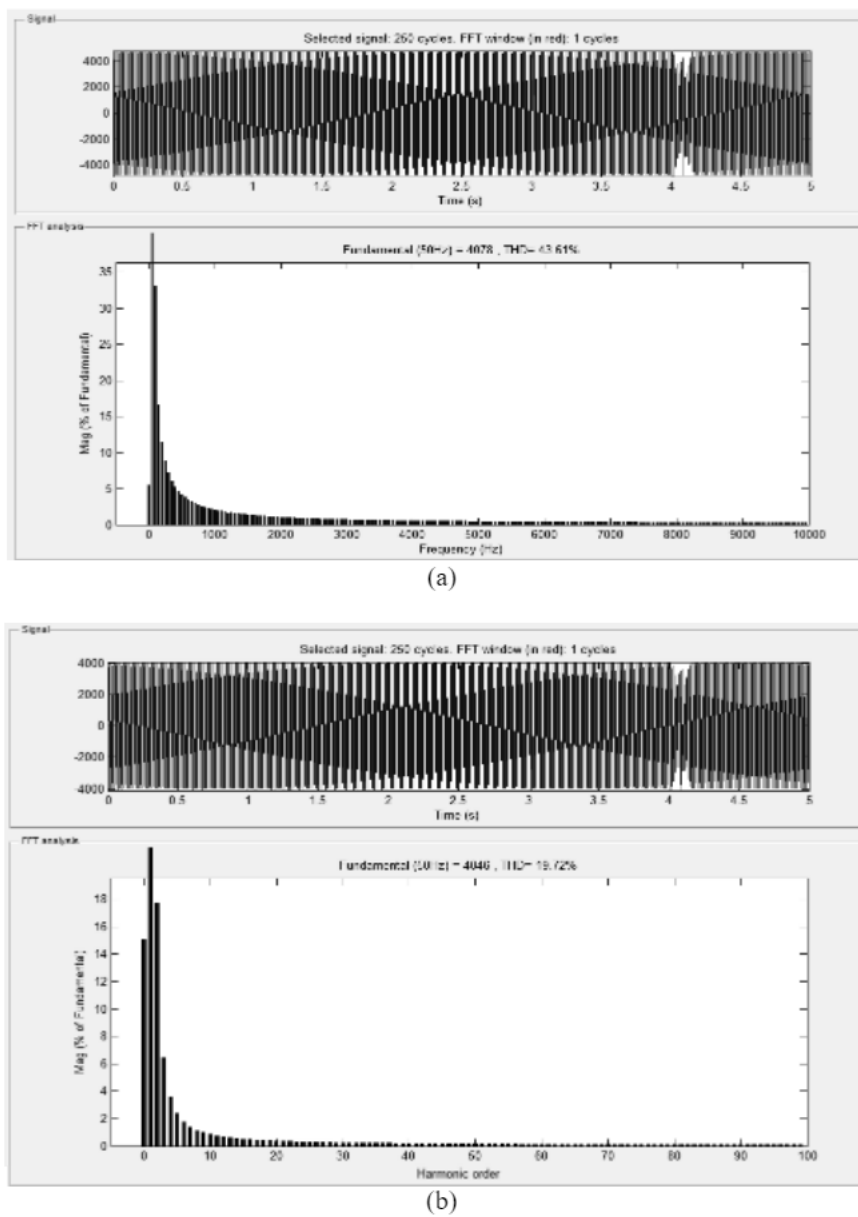 Signal
Selected signal: 250 cycles. FFT window (in red): 1 cycles
4000
2000
0
-2000
-4000
0 0.5 1 1.5 2 2.5 3 3.5 4 4.5 5
Time (s)
FFT analysis
Fundamental (50Hz) = 4078 , THD= 43.61%
35
30
25
20
15
10
5
0
Mag (% of Fundamental)
0 1000 2000 3000 4000 5000 6000 7000 8000 9000 10000
Frequency (Hz)
(a)
Signal
Selected signal: 250 cycles. FFT window (in red): 1 cycles
4000
2000
0
-2000
-4000
0 0.5 1 1.5 2 2.5 3 3.5 4 4.5 5
Time (s)
FFT analysis
Fundamental (50Hz) = 4046 , THD= 19.72%
18
16
14
12
10
8
6
4
2
0
Mag (% of Fundamental)
0 10 20 30 40 50 60 70 80 90 100
Harmonic order
(b)